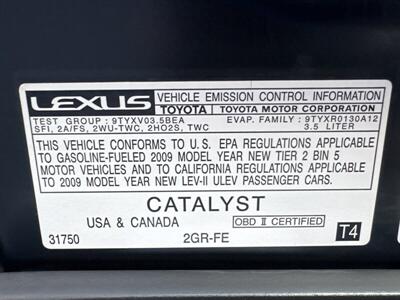 LEXUS VEHICLE EMISSION CONTROL INFORMATION
TOYOTA TOYOTA MOTOR CORPORATION
TEST GROUP : 9TYXV03.5BEA EVAP. FAMILY : 9TYXR0130A12
SFI, 2A/FS, 2WU-TWC, 2HO2S, TWC 3.5 LITER
THIS VEHICLE CONFORMS TO U.S. EPA REGULATIONS APPLICABLE
TO GASOLINE-FUELED 2009 MODEL YEAR NEW TIER 2 BIN 5
MOTOR VEHICLES AND TO CALIFORNIA REGULATIONS APPLICABLE
TO 2009 MODEL YEAR NEW LEV-II ULEV PASSENGER CARS.
CATALYST
USA & CANADA OBD II CERTIFIED
31750 2GR-FE T4